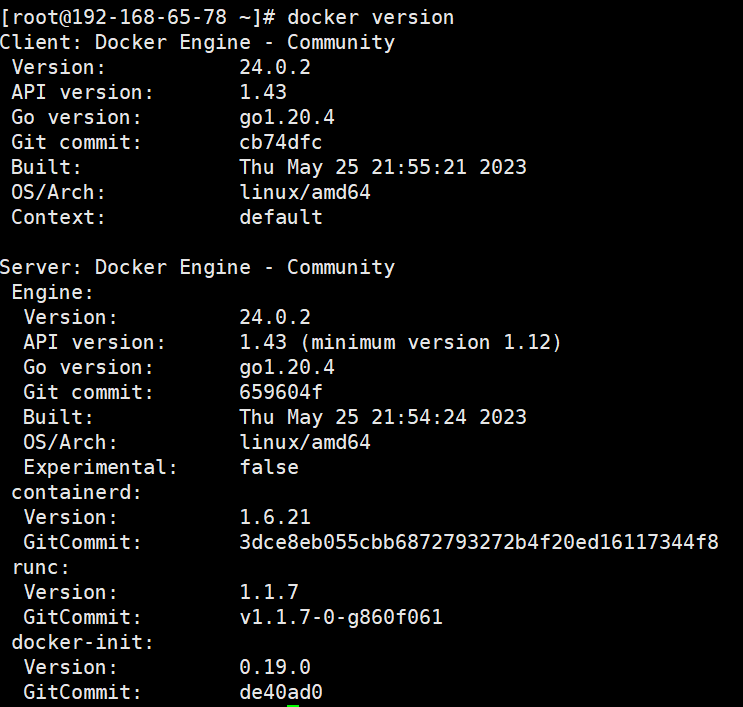 [root@192-168-65-78 ~]# docker version
Client: Docker Engine - Community
 Version:           24.0.2
 API version:       1.43
 Go version:        go1.20.4
 Git commit:        cb74dfc
 Built:             Thu May 25 21:55:21 2023
 OS/Arch:           linux/amd64
 Context:           default

Server: Docker Engine - Community
 Engine:
  Version:          24.0.2
  API version:      1.43 (minimum version 1.12)
  Go version:       go1.20.4
  Git commit:       659604f
  Built:            Thu May 25 21:54:24 2023
  OS/Arch:          linux/amd64
  Experimental:     false
 containerd:
  Version:          1.6.21
  GitCommit:        3dce8eb055cbb6872793272b4f20ed16117344f8
 runc:
  Version:          1.1.7
  GitCommit:        v1.1.7-0-g860f061
 docker-init:
  Version:          0.19.0
  GitCommit:        de40ad0